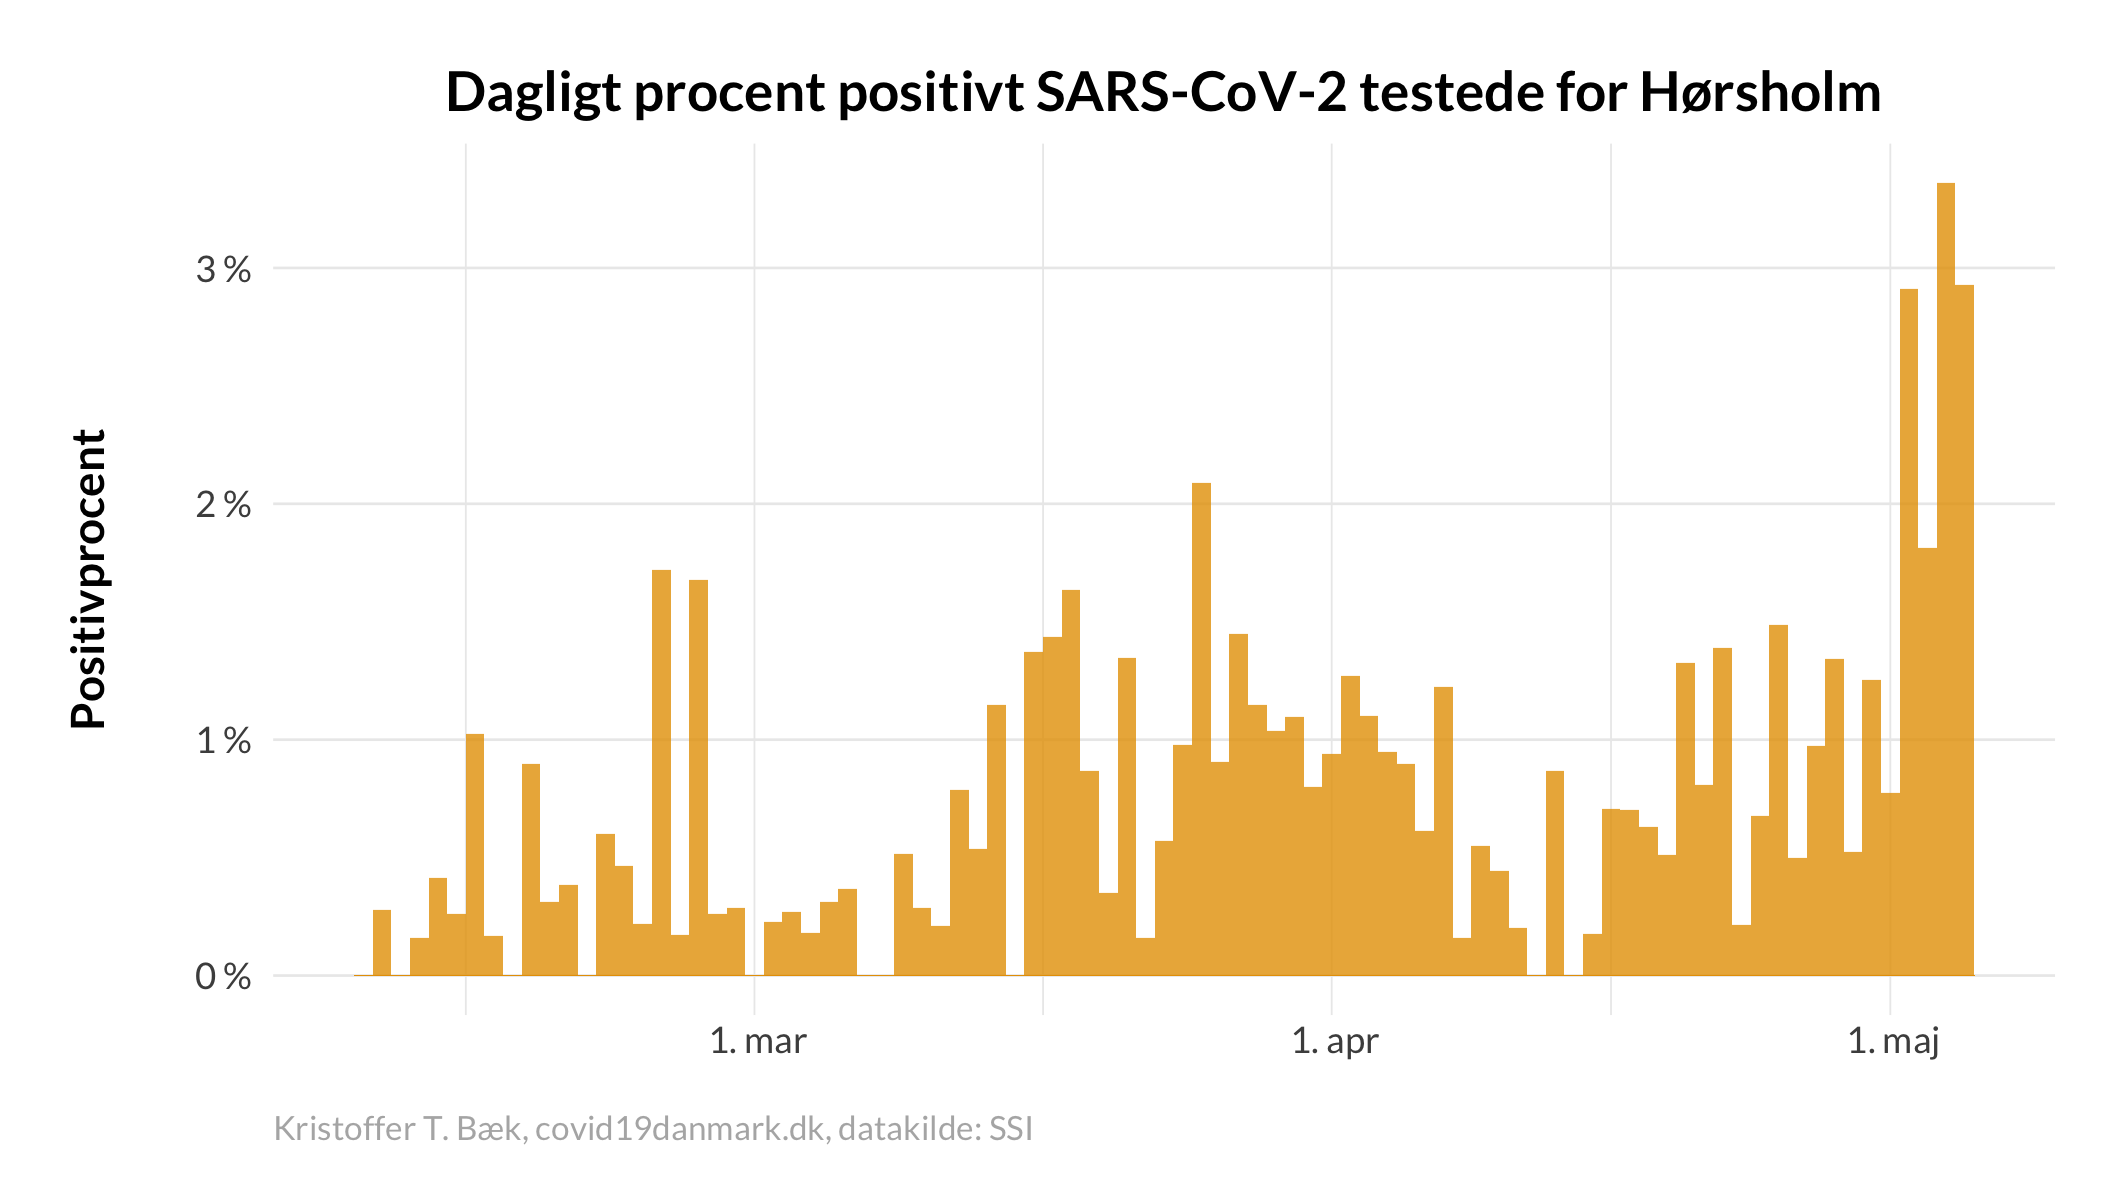 Dagligt procent positivt SARS-CoV-2 testede for Hørsholm
Positivprocent
3 %
2 %
1 %
0 %
1. mar
1. apr
1. maj
Kristoffer T. Bæk, covid19danmark.dk, datakilde: SSI